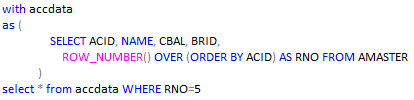 with accdata
as (
SELECT ACID, NAME, CBAL, BRID,
ROW_NUMBER() OVER (ORDER BY ACID) AS RNO FROM AMASTER
)
select * from accdata WHERE RNO=5